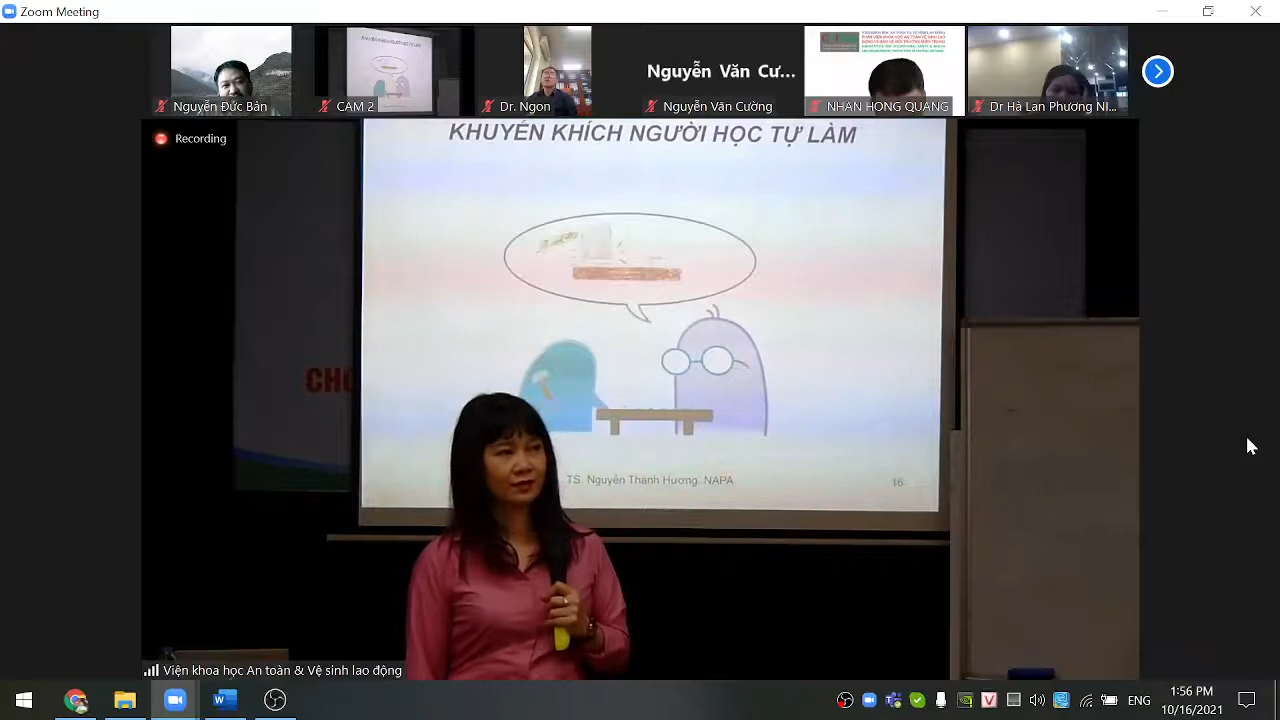 Zoom Meeting
Nguyễn Văn Cư...
Nguyễn Đức Bản
CAM 2
Dr. Ngon
Nguyễn Văn Cường
NHAN HONG QUANG
Dr Hà Lan Phương NI...
Recording
KHUYẾN KHÍCH NGƯỜI HỌC TỰ LÀM
TS. Nguyễn Thanh Hương. NAPA
16
Viện khoa học An toàn & Vệ sinh lao động
ENG
1:56 PM
10/16/2021